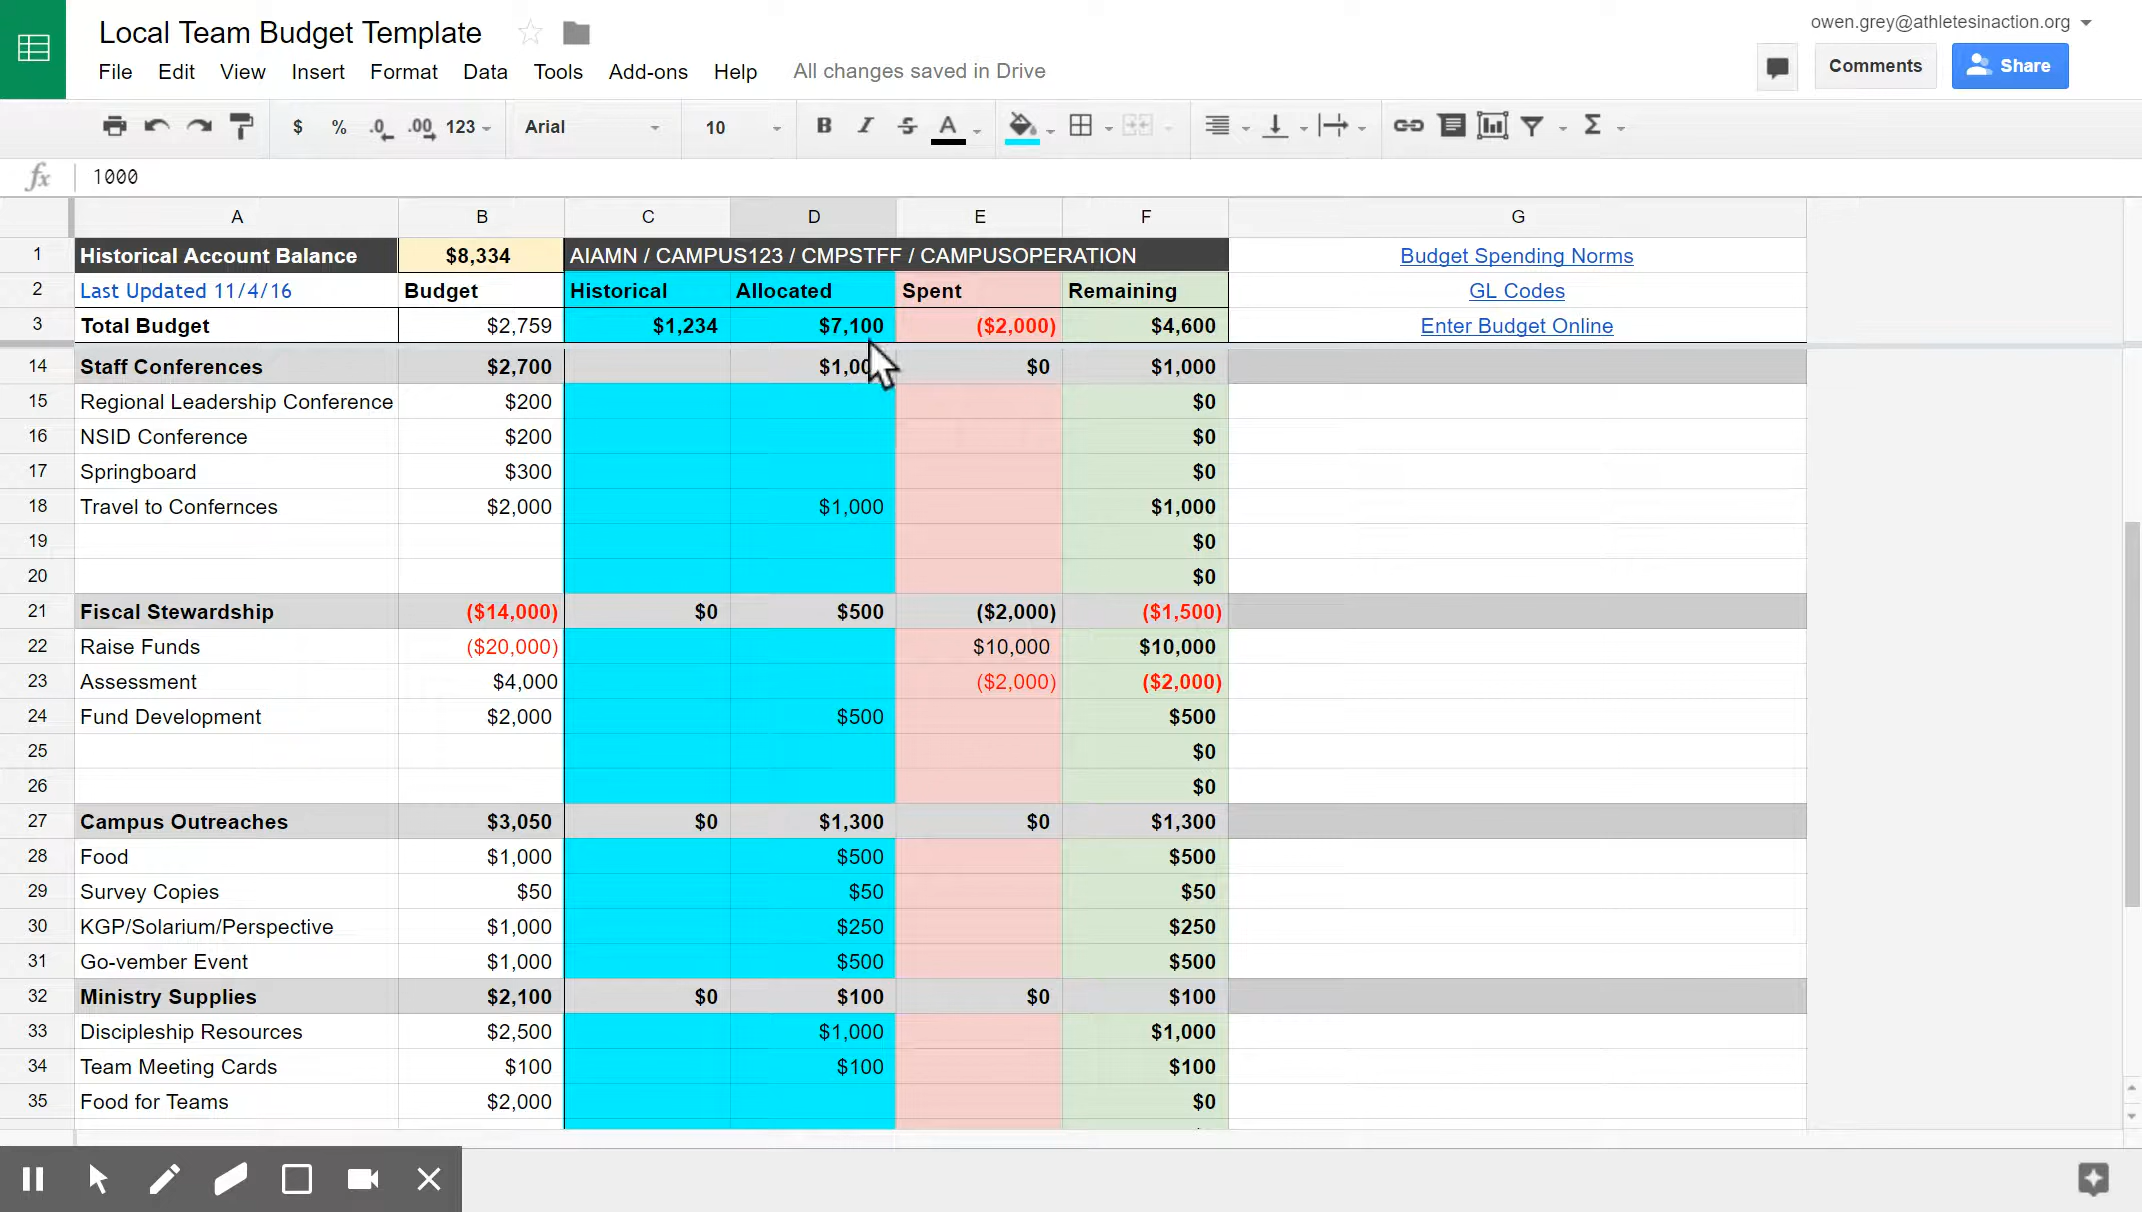 Local Team Budget Template
owen.grey@athletesinaction.org
File Edit View Insert Format Data Tools Add-ons Help All changes saved in Drive
Comments Share
$ % .0 .00 123 Arial 10 B I S A Σ
fx 1000
A B C D E F G
1 Historical Account Balance $8,334 AIAMN / CAMPUS123 / CMPSTFF / CAMPUSOPERATION Budget Spending Norms
2 Last Updated 11/4/16 Budget Historical Allocated Spent Remaining GL Codes
3 Total Budget $2,759 $1,234 $7,100 ($2,000) $4,600 Enter Budget Online
14 Staff Conferences $2,700 $1,00 $0 $1,000
15 Regional Leadership Conference $200 $0
16 NSID Conference $200 $0
17 Springboard $300 $0
18 Travel to Confernces $2,000 $1,000 $1,000
19 $0
20 $0
21 Fiscal Stewardship ($14,000) $0 $500 ($2,000) ($1,500)
22 Raise Funds ($20,000) $10,000 $10,000
23 Assessment $4,000 ($2,000) ($2,000)
24 Fund Development $2,000 $500 $500
25 $0
26 $0
27 Campus Outreaches $3,050 $0 $1,300 $0 $1,300
28 Food $1,000 $500 $500
29 Survey Copies $50 $50 $50
30 KGP/Solarium/Perspective $1,000 $250 $250
31 Go-vember Event $1,000 $500 $500
32 Ministry Supplies $2,100 $0 $100 $0 $100
33 Discipleship Resources $2,500 $1,000 $1,000
34 Team Meeting Cards $100 $100 $100
35 Food for Teams $2,000 $0